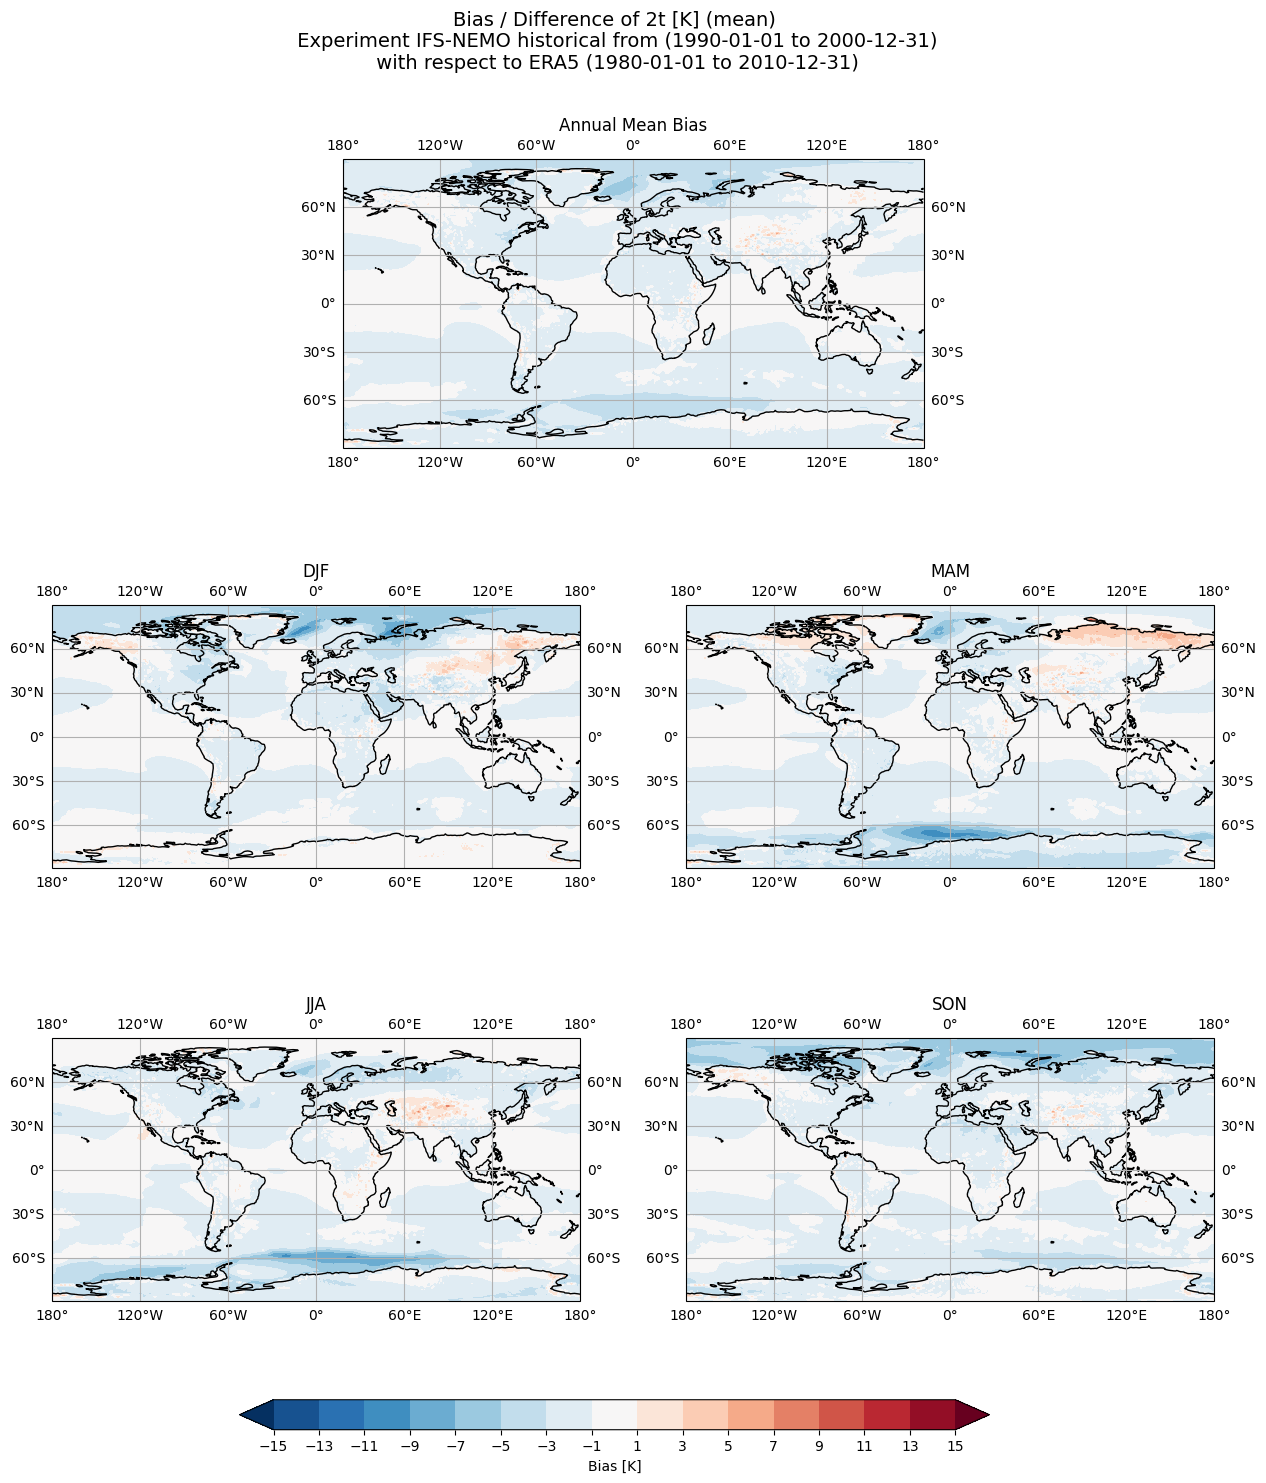 Bias / Difference of 2t [K] (mean)
Experiment IFS-NEMO historical from (1990-01-01 to 2000-12-31)
with respect to ERA5 (1980-01-01 to 2010-12-31)
Annual Mean Bias
180° 120°W 60°W 0° 60°E 120°E 180°
60°N 60°N
30°N 30°N
0° 0°
30°S 30°S
60°S 60°S
180° 120°W 60°W 0° 60°E 120°E 180°
DJF
180° 120°W 60°W 0° 60°E 120°E 180°
60°N 60°N
30°N 30°N
0° 0°
30°S 30°S
60°S 60°S
180° 120°W 60°W 0° 60°E 120°E 180°
MAM
180° 120°W 60°W 0° 60°E 120°E 180°
60°N 60°N
30°N 30°N
0° 0°
30°S 30°S
60°S 60°S
180° 120°W 60°W 0° 60°E 120°E 180°
JJA
180° 120°W 60°W 0° 60°E 120°E 180°
60°N 60°N
30°N 30°N
0° 0°
30°S 30°S
60°S 60°S
180° 120°W 60°W 0° 60°E 120°E 180°
SON
180° 120°W 60°W 0° 60°E 120°E 180°
60°N 60°N
30°N 30°N
0° 0°
30°S 30°S
60°S 60°S
180° 120°W 60°W 0° 60°E 120°E 180°
−15 −13 −11 −9 −7 −5 −3 −1 1 3 5 7 9 11 13 15
Bias [K]